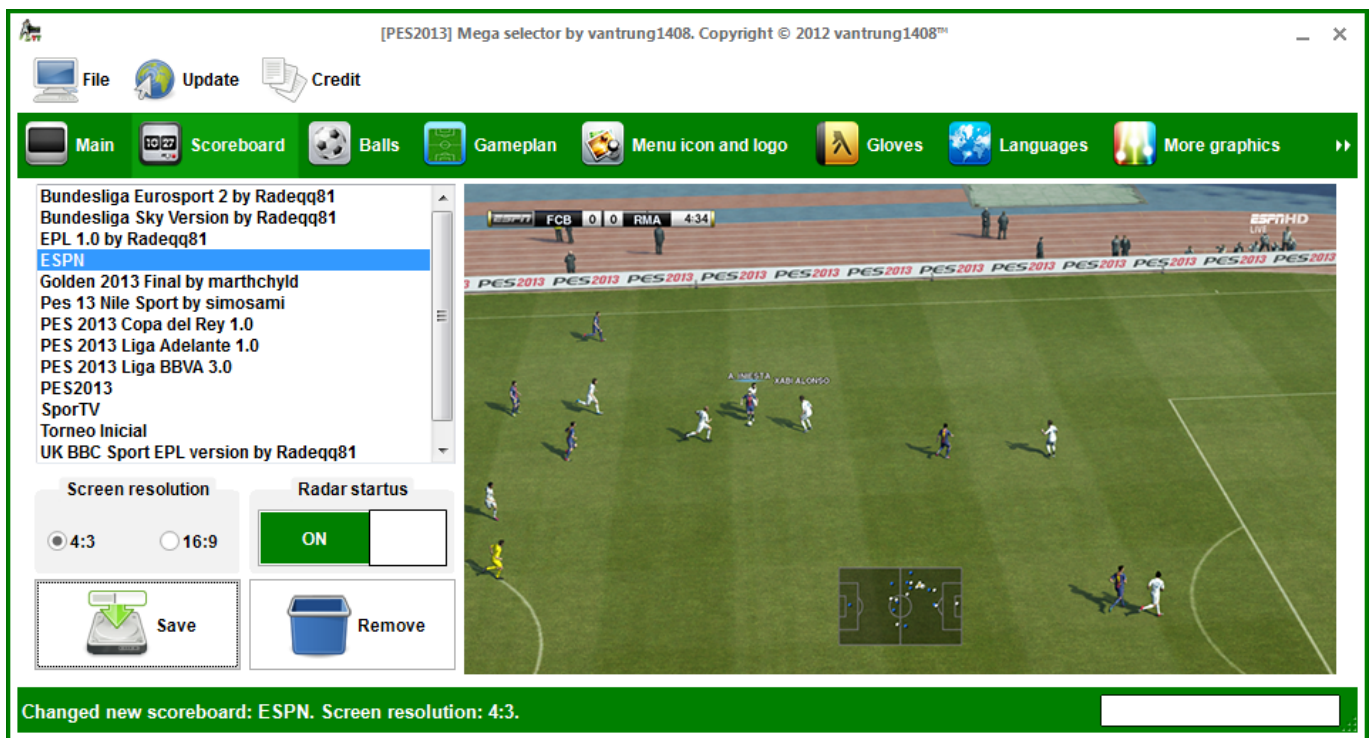 [PES2013] Mega selector by vantrung1408. Copyright © 2012 vantrung1408™
File Update Credit
Main Scoreboard Balls Gameplan Menu icon and logo Gloves Languages More graphics
Bundesliga Eurosport 2 by Radeqq81
Bundesliga Sky Version by Radeqq81
EPL 1.0 by Radeqq81
ESPN
Golden 2013 Final by marthchyld
Pes 13 Nile Sport by simosami
PES 2013 Copa del Rey 1.0
PES 2013 Liga Adelante 1.0
PES 2013 Liga BBVA 3.0
PES2013
SporTV
Torneo Inicial
UK BBC Sport EPL version by Radeqq81
Screen resolution Radar startus
4:3 16:9 ON
Save Remove
ESPN FCB 0 0 RMA 4:34
ESPNHD
LIVE
PES2013 PES2013 PES2013 PES2013 PES2013 PES2013 PES2013 PES2013 PES2013 PES2013
A. INIESTA XABI ALONSO
Changed new scoreboard: ESPN. Screen resolution: 4:3.